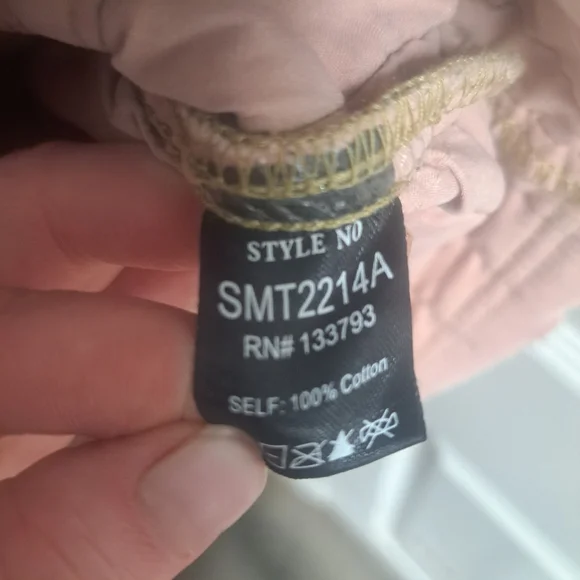 STYLE NO
SMT2214A
RN# 133793
SELF: 100% Cotton